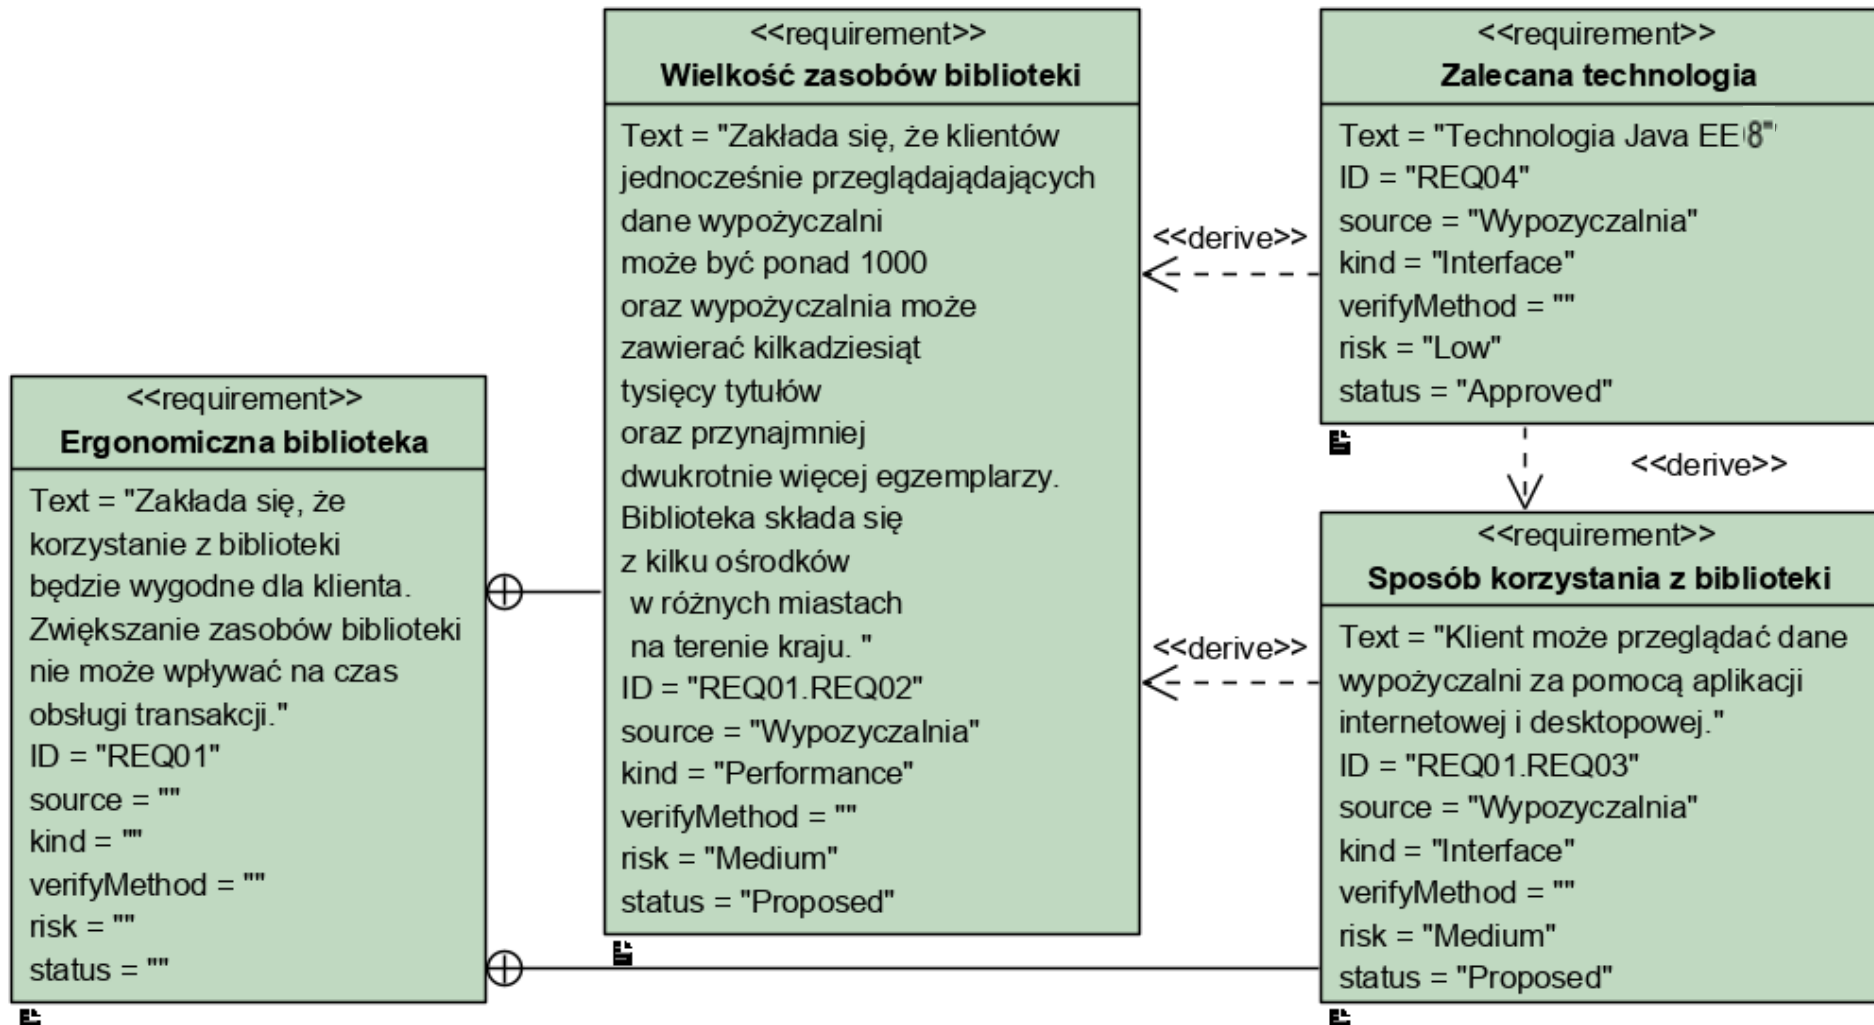 <<requirement>>
Ergonomiczna biblioteka
Text = "Zakłada się, że
korzystanie z biblioteki
będzie wygodne dla klienta.
Zwiększanie zasobów biblioteki
nie może wpływać na czas
obsługi transakcji."
ID = "REQ01"
source = ""
kind = ""
verifyMethod = ""
risk = ""
status = ""
<<requirement>>
Wielkość zasobów biblioteki
Text = "Zakłada się, że klientów
jednocześnie przeglądajądających
dane wypożyczalni
może być ponad 1000
oraz wypożyczalnia może
zawierać kilkadziesiąt
tysięcy tytułów
oraz przynajmniej
dwukrotnie więcej egzemplarzy.
Biblioteka składa się
z kilku ośrodków
w różnych miastach
na terenie kraju. "
ID = "REQ01.REQ02"
source = "Wypozyczalnia"
kind = "Performance"
verifyMethod = ""
risk = "Medium"
status = "Proposed"
<<derive>>
<<derive>>
<<requirement>>
Zalecana technologia
Text = "Technologia Java EE 8"
ID = "REQ04"
source = "Wypozyczalnia"
kind = "Interface"
verifyMethod = ""
risk = "Low"
status = "Approved"
<<derive>>
<<requirement>>
Sposób korzystania z biblioteki
Text = "Klient może przeglądać dane
wypożyczalni za pomocą aplikacji
internetowej i desktopowej."
ID = "REQ01.REQ03"
source = "Wypozyczalnia"
kind = "Interface"
verifyMethod = ""
risk = "Medium"
status = "Proposed"